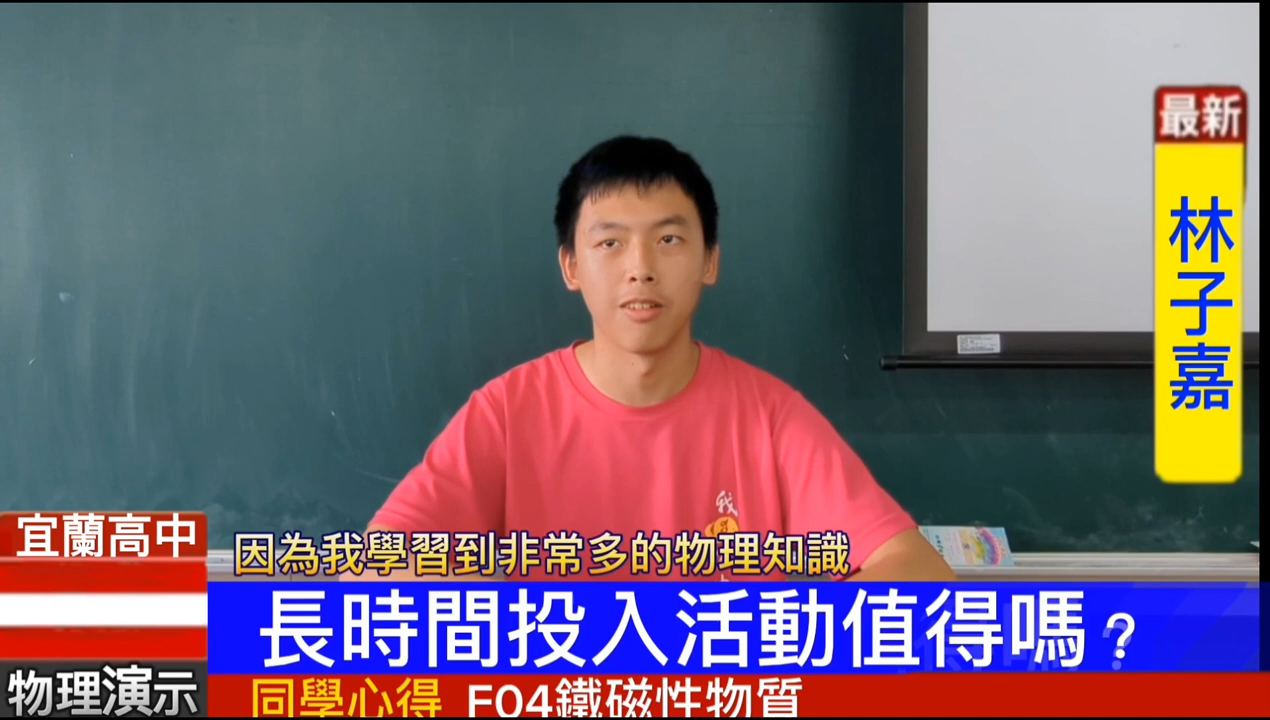 最新
林子嘉
我
宜蘭高中
因為我學習到非常多的物理知識
長時間投入活動值得嗎?
物理演示
同學心得 F04鐵磁性物質